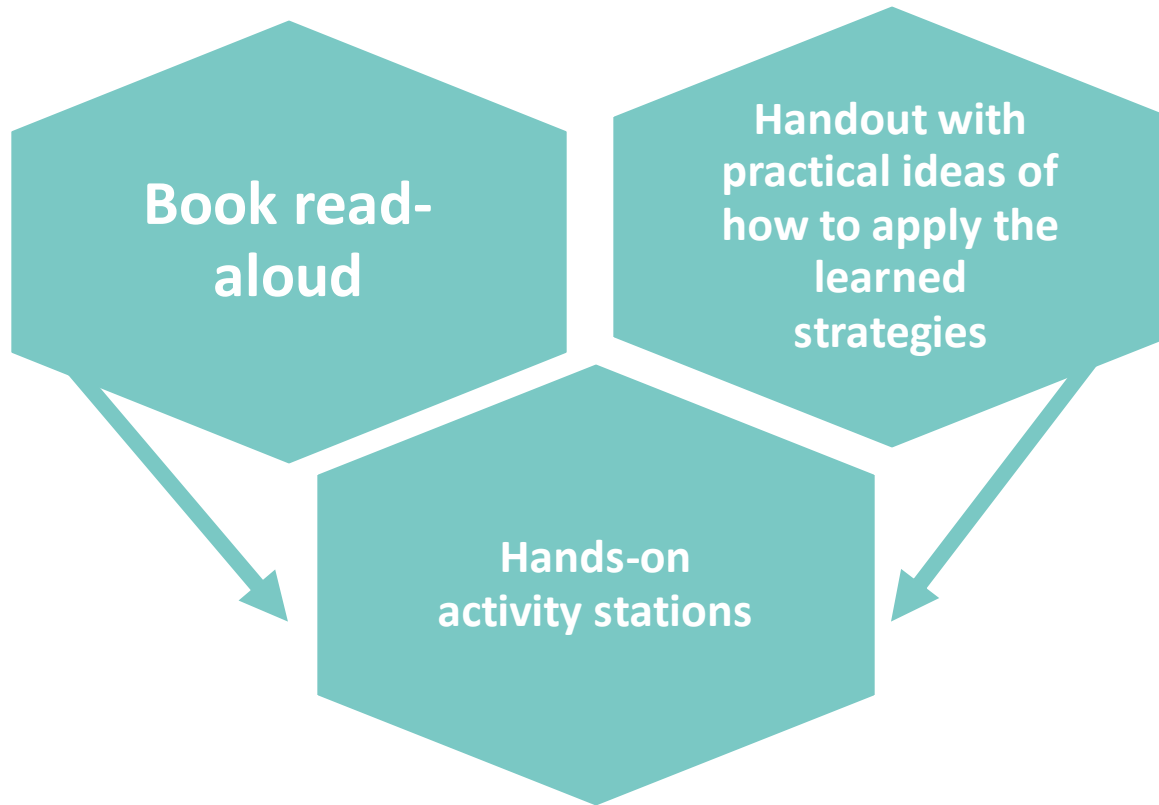 Book read-
aloud
Handout with
practical ideas of
how to apply the
learned
strategies
Hands-on
activity stations